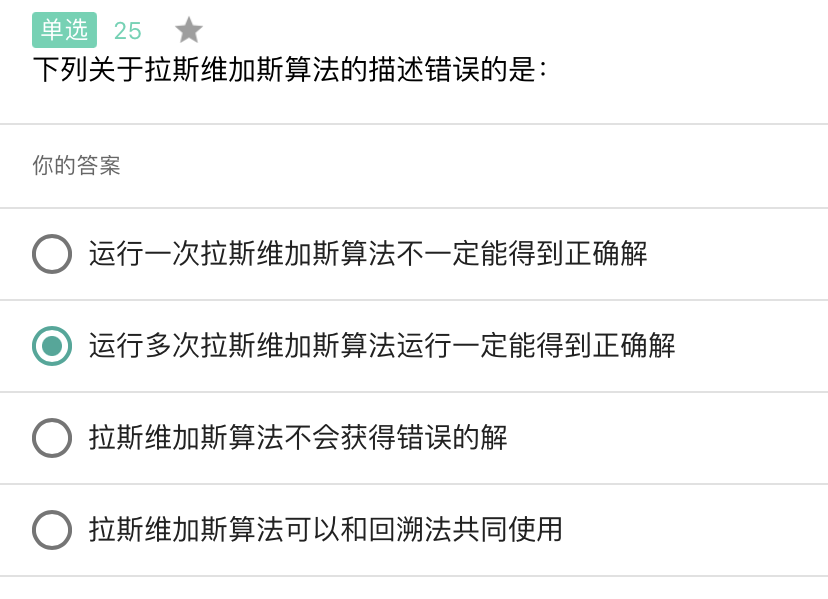 单选 25
下列关于拉斯维加斯算法的描述错误的是：
你的答案
运行一次拉斯维加斯算法不一定能得到正确解
运行多次拉斯维加斯算法运行一定能得到正确解
拉斯维加斯算法不会获得错误的解
拉斯维加斯算法可以和回溯法共同使用